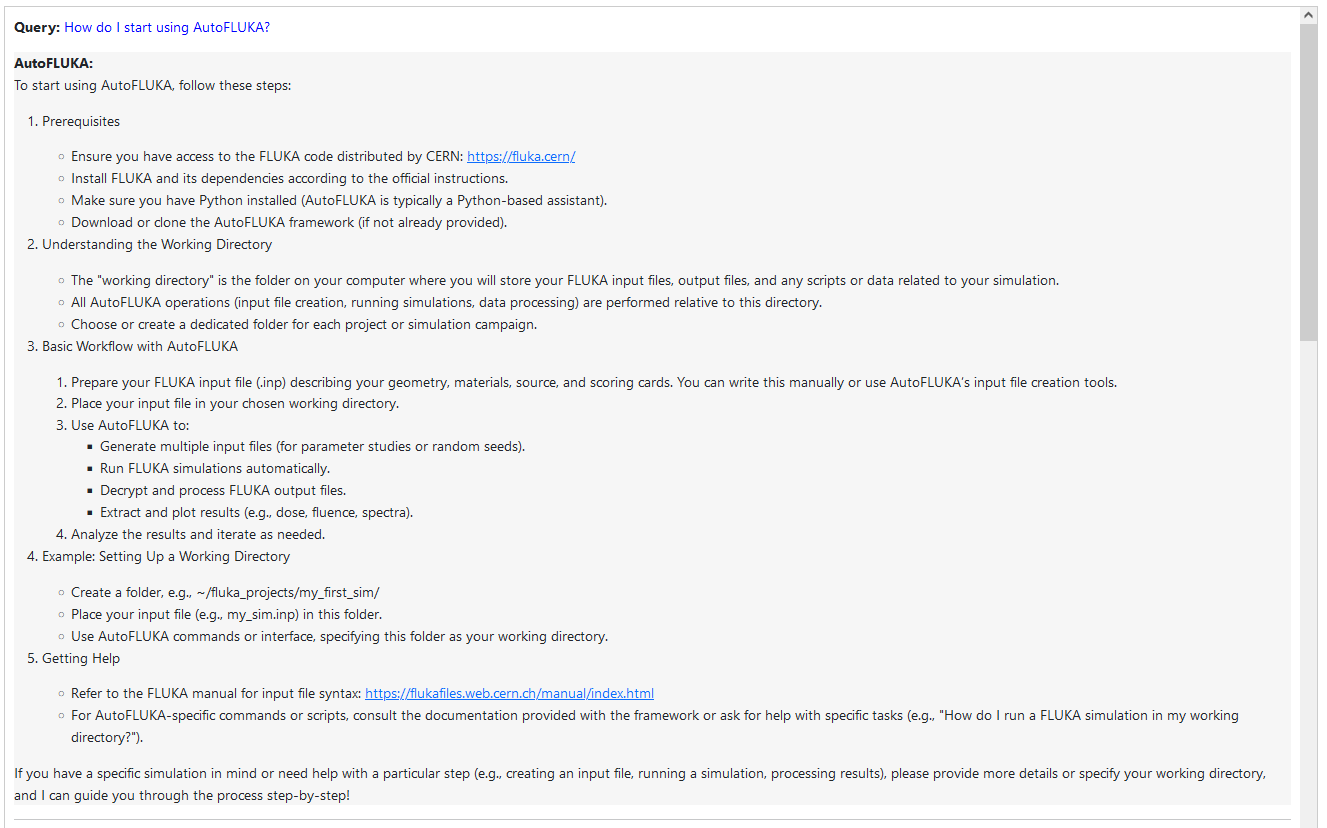 Query: How do I start using AutoFLUKA?
AutoFLUKA:
To start using AutoFLUKA, follow these steps:
1. Prerequisites
◦ Ensure you have access to the FLUKA code distributed by CERN: https://fluka.cern/
◦ Install FLUKA and its dependencies according to the official instructions.
◦ Make sure you have Python installed (AutoFLUKA is typically a Python-based assistant).
◦ Download or clone the AutoFLUKA framework (if not already provided).
2. Understanding the Working Directory
◦ The "working directory" is the folder on your computer where you will store your FLUKA input files, output files, and any scripts or data related to your simulation.
◦ All AutoFLUKA operations (input file creation, running simulations, data processing) are performed relative to this directory.
◦ Choose or create a dedicated folder for each project or simulation campaign.
3. Basic Workflow with AutoFLUKA
1. Prepare your FLUKA input file (.inp) describing your geometry, materials, source, and scoring cards. You can write this manually or use AutoFLUKA's input file creation tools.
2. Place your input file in your chosen working directory.
3. Use AutoFLUKA to:
▪ Generate multiple input files (for parameter studies or random seeds).
▪ Run FLUKA simulations automatically.
▪ Decrypt and process FLUKA output files.
▪ Extract and plot results (e.g., dose, fluence, spectra).
4. Analyze the results and iterate as needed.
4. Example: Setting Up a Working Directory
◦ Create a folder, e.g., ~/fluka_projects/my_first_sim/
◦ Place your input file (e.g., my_sim.inp) in this folder.
◦ Use AutoFLUKA commands or interface, specifying this folder as your working directory.
5. Getting Help
◦ Refer to the FLUKA manual for input file syntax: https://flukafiles.web.cern.ch/manual/index.html
◦ For AutoFLUKA-specific commands or scripts, consult the documentation provided with the framework or ask for help with specific tasks (e.g., "How do I run a FLUKA simulation in my working
directory?").
If you have a specific simulation in mind or need help with a particular step (e.g., creating an input file, running a simulation, processing results), please provide more details or specify your working directory,
and I can guide you through the process step-by-step!